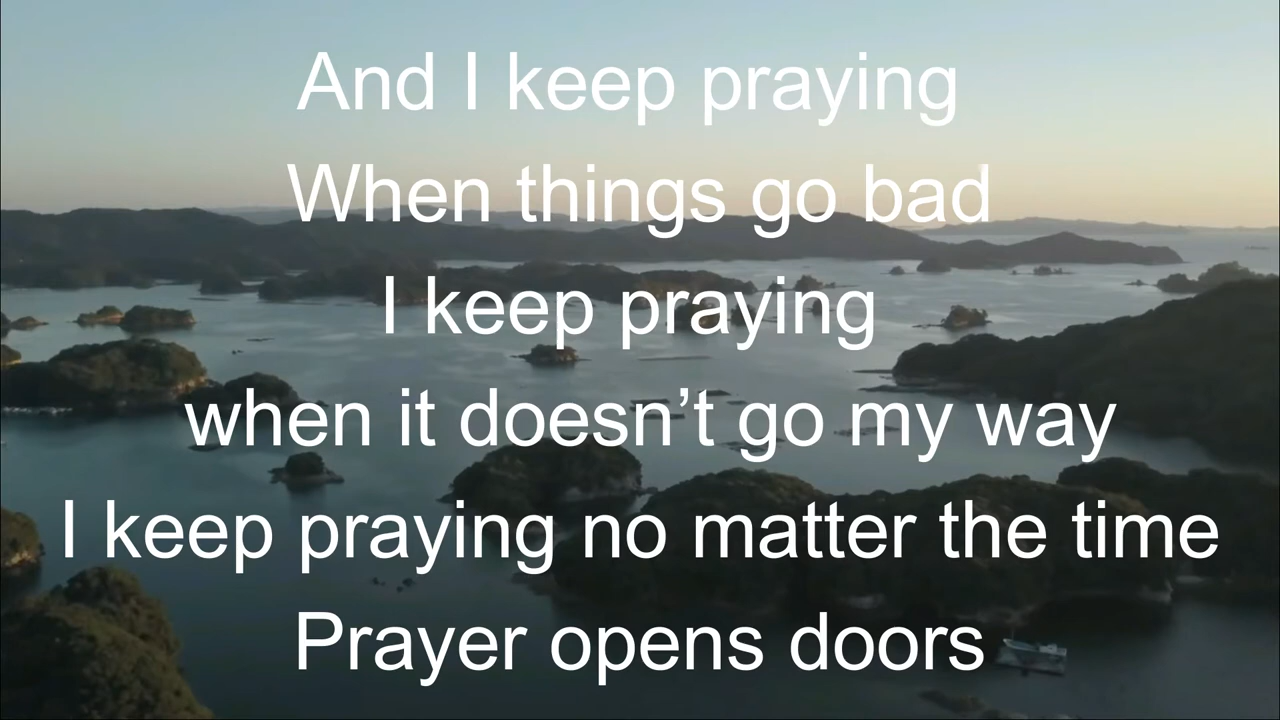 And I keep praying
When things go bad
I keep praying
when it doesn’t go my way
I keep praying no matter the time
Prayer opens doors